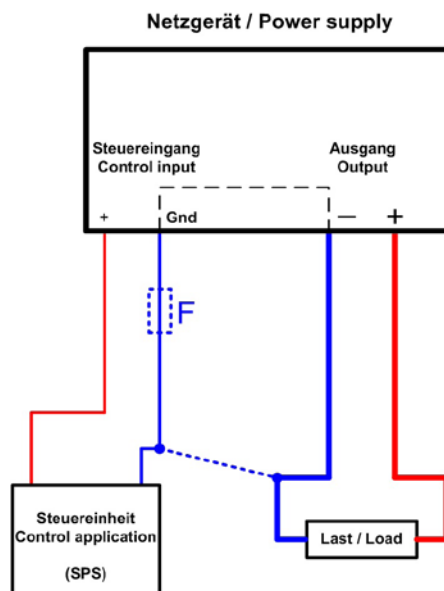 Netzgerät / Power supply
Steuereingang
Control input
Ausgang
Output
+
Gnd
—
+
F
Steuereinheit
Control application
(SPS)
Last / Load